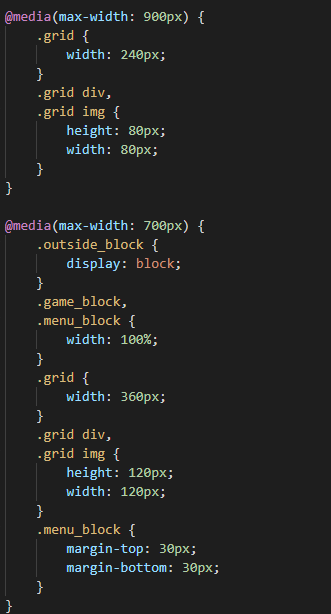 @media(max-width: 900px) {
    .grid {
        width: 240px;
    }
    .grid div,
    .grid img {
        height: 80px;
        width: 80px;
    }
}

@media(max-width: 700px) {
    .outside_block {
        display: block;
    }
    .game_block,
    .menu_block {
        width: 100%;
    }
    .grid {
        width: 360px;
    }
    .grid div,
    .grid img {
        height: 120px;
        width: 120px;
    }
    .menu_block {
        margin-top: 30px;
        margin-bottom: 30px;
    }
}